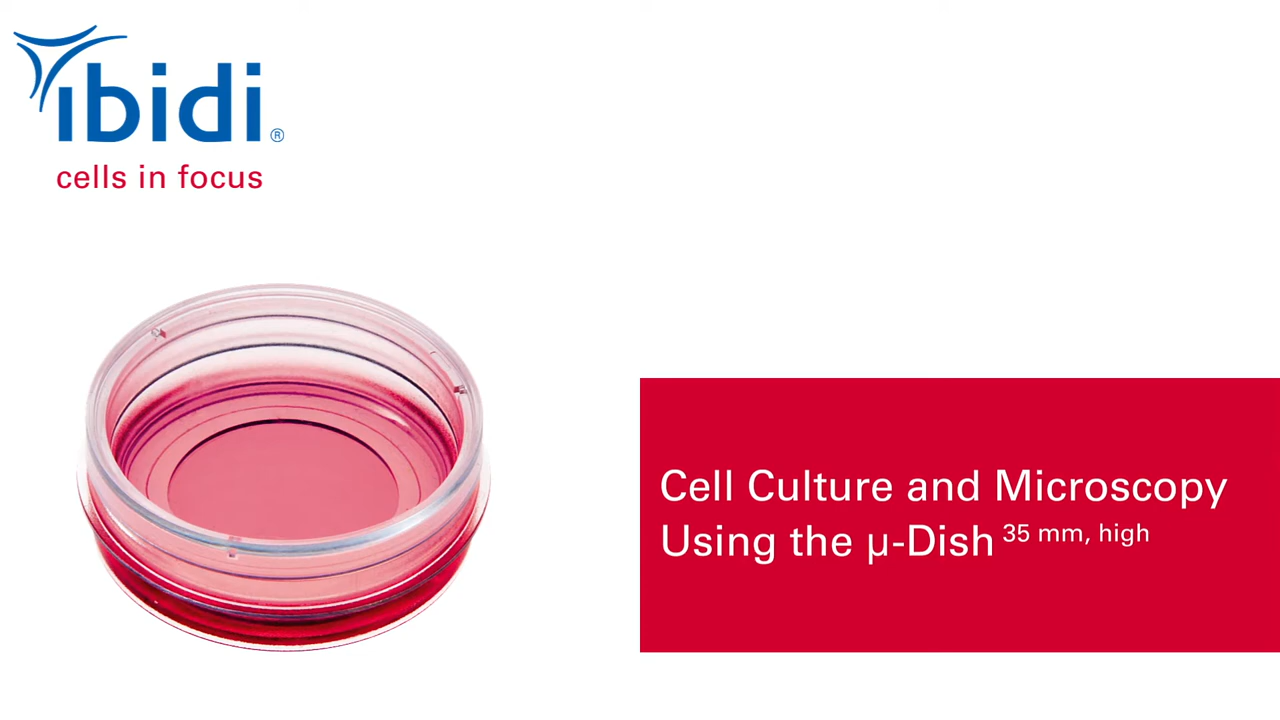 ibidi®
cells in focus
Cell Culture and Microscopy
Using the µ-Dish 35 mm, high